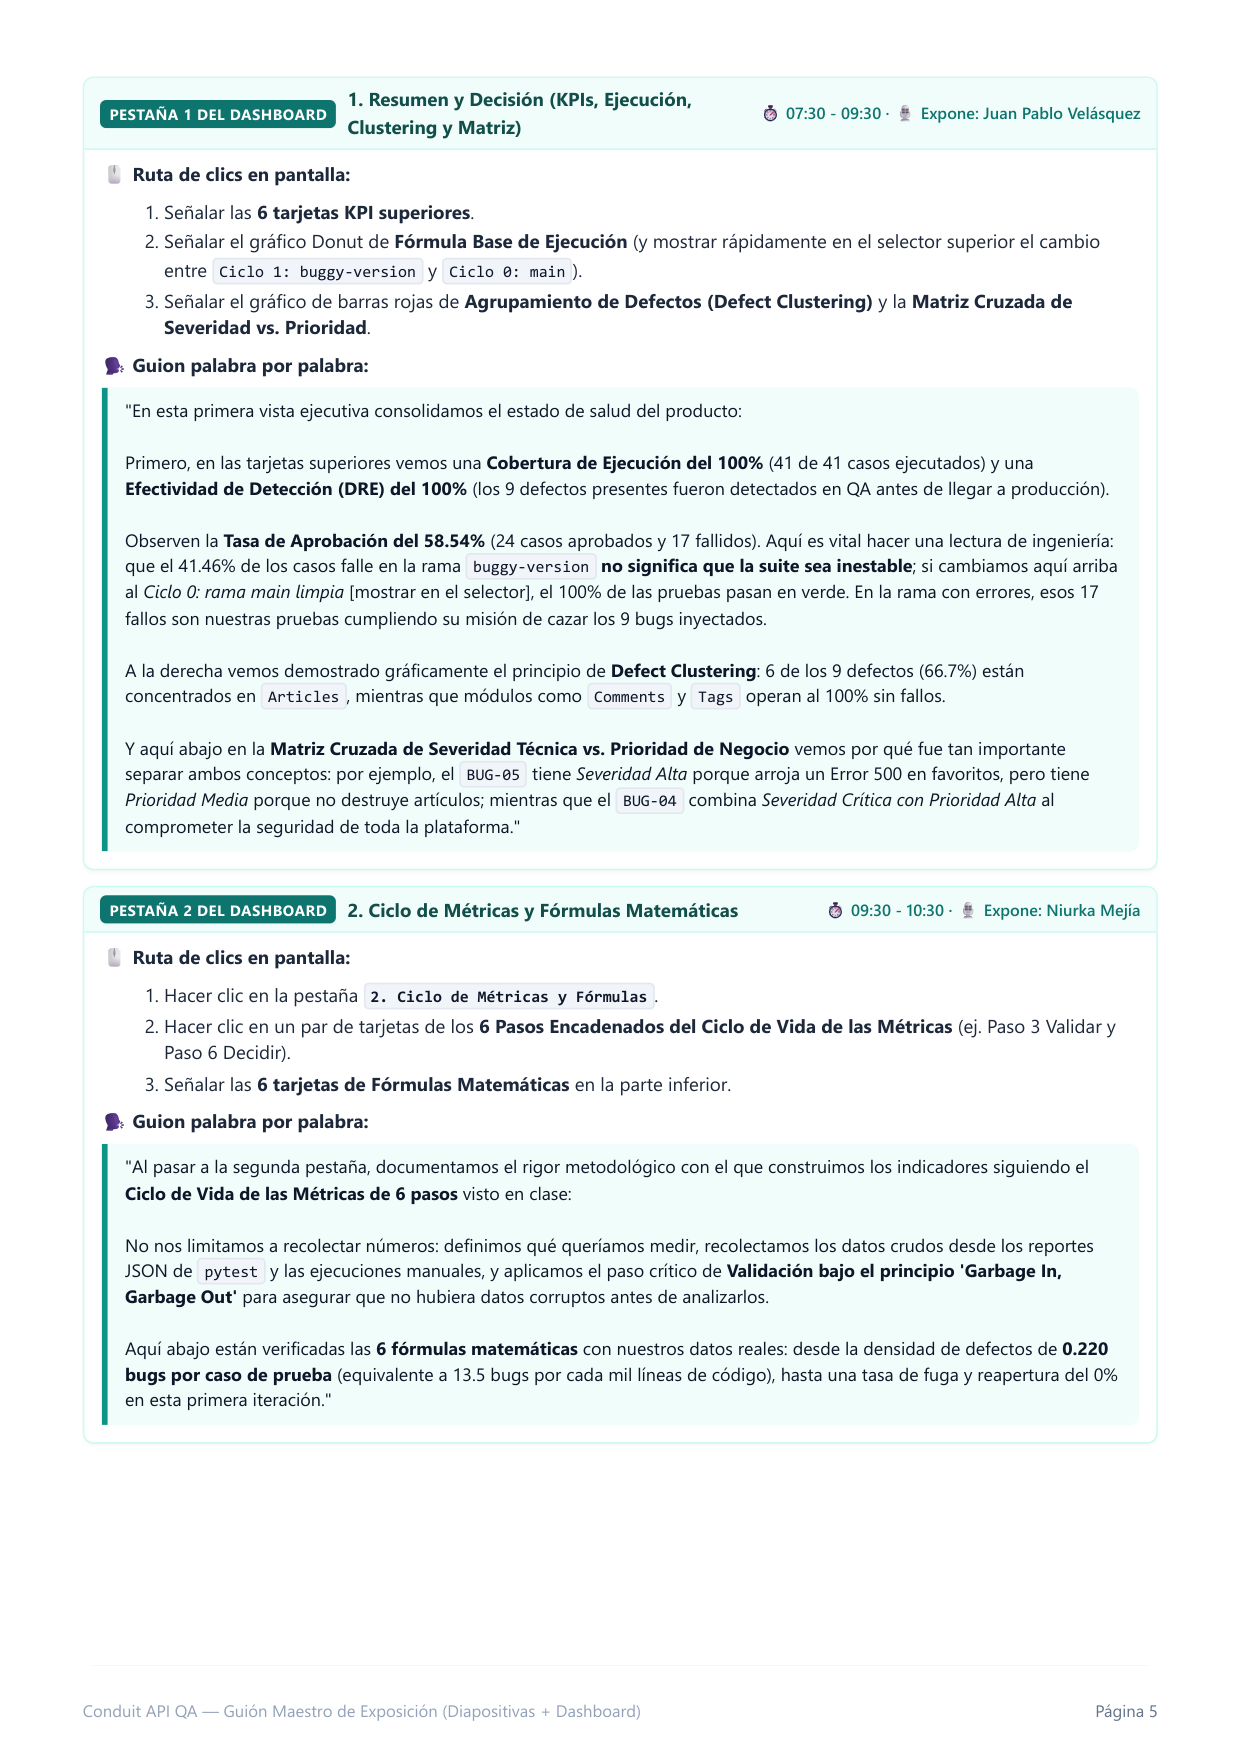 PESTAÑA 1 DEL DASHBOARD
1. Resumen y Decisión (KPIs, Ejecución,
Clustering y Matriz)
07:30 - 09:30 · Expone: Juan Pablo Velásquez
Ruta de clics en pantalla:
1. Señalar las 6 tarjetas KPI superiores.
2. Señalar el gráfico Donut de Fórmula Base de Ejecución (y mostrar rápidamente en el selector superior el cambio
entre Ciclo 1: buggy-version y Ciclo 0: main).
3. Señalar el gráfico de barras rojas de Agrupamiento de Defectos (Defect Clustering) y la Matriz Cruzada de
Severidad vs. Prioridad.
Guion palabra por palabra:
"En esta primera vista ejecutiva consolidamos el estado de salud del producto:
Primero, en las tarjetas superiores vemos una Cobertura de Ejecución del 100% (41 de 41 casos ejecutados) y una
Efectividad de Detección (DRE) del 100% (los 9 defectos presentes fueron detectados en QA antes de llegar a producción).
Observen la Tasa de Aprobación del 58.54% (24 casos aprobados y 17 fallidos). Aquí es vital hacer una lectura de ingeniería:
que el 41.46% de los casos falle en la rama buggy-version no significa que la suite sea inestable; si cambiamos aquí arriba
al Ciclo 0: rama main limpia [mostrar en el selector], el 100% de las pruebas pasan en verde. En la rama con errores, esos 17
fallos son nuestras pruebas cumpliendo su misión de cazar los 9 bugs inyectados.
A la derecha vemos demostrado gráficamente el principio de Defect Clustering: 6 de los 9 defectos (66.7%) están
concentrados en Articles, mientras que módulos como Comments y Tags operan al 100% sin fallos.
Y aquí abajo en la Matriz Cruzada de Severidad Técnica vs. Prioridad de Negocio vemos por qué fue tan importante
separar ambos conceptos: por ejemplo, el BUG-05 tiene Severidad Alta porque arroja un Error 500 en favoritos, pero tiene
Prioridad Media porque no destruye artículos; mientras que el BUG-04 combina Severidad Crítica con Prioridad Alta al
comprometer la seguridad de toda la plataforma."
PESTAÑA 2 DEL DASHBOARD
2. Ciclo de Métricas y Fórmulas Matemáticas
09:30 - 10:30 · Expone: Niurka Mejía
Ruta de clics en pantalla:
1. Hacer clic en la pestaña 2. Ciclo de Métricas y Fórmulas.
2. Hacer clic en un par de tarjetas de los 6 Pasos Encadenados del Ciclo de Vida de las Métricas (ej. Paso 3 Validar y
Paso 6 Decidir).
3. Señalar las 6 tarjetas de Fórmulas Matemáticas en la parte inferior.
Guion palabra por palabra:
"Al pasar a la segunda pestaña, documentamos el rigor metodológico con el que construimos los indicadores siguiendo el
Ciclo de Vida de las Métricas de 6 pasos visto en clase:
No nos limitamos a recolectar números: definimos qué queríamos medir, recolectamos los datos crudos desde los reportes
JSON de pytest y las ejecuciones manuales, y aplicamos el paso crítico de Validación bajo el principio 'Garbage In,
Garbage Out' para asegurar que no hubiera datos corruptos antes de analizarlos.
Aquí abajo están verificadas las 6 fórmulas matemáticas con nuestros datos reales: desde la densidad de defectos de 0.220
bugs por caso de prueba (equivalente a 13.5 bugs por cada mil líneas de código), hasta una tasa de fuga y reapertura del 0%
en esta primera iteración."
Conduit API QA — Guión Maestro de Exposición (Diapositivas + Dashboard)
Página 5